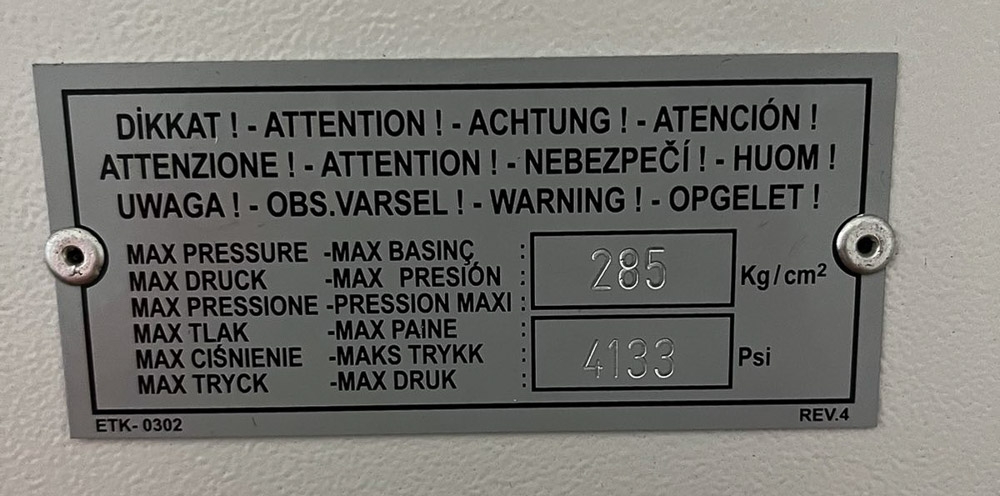 DİKKAT ! - ATTENTION ! - ACHTUNG ! - ATENCIÓN !
ATTENZIONE ! - ATTENTION ! - NEBEZPEČÍ ! - HUOM !
UWAGA ! - OBS.VARSEL ! - WARNING ! - OPGELET !
MAX PRESSURE -MAX BASINÇ :
MAX DRUCK -MAX PRESIÓN :
285 Kg/cm²
MAX PRESSIONE -PRESSION MAXI :
MAX TLAK -MAX PAINE :
MAX CIŚNIENIE -MAKS TRYKK :
4133 Psi
MAX TRYCK -MAX DRUK :
ETK- 0302
REV.4